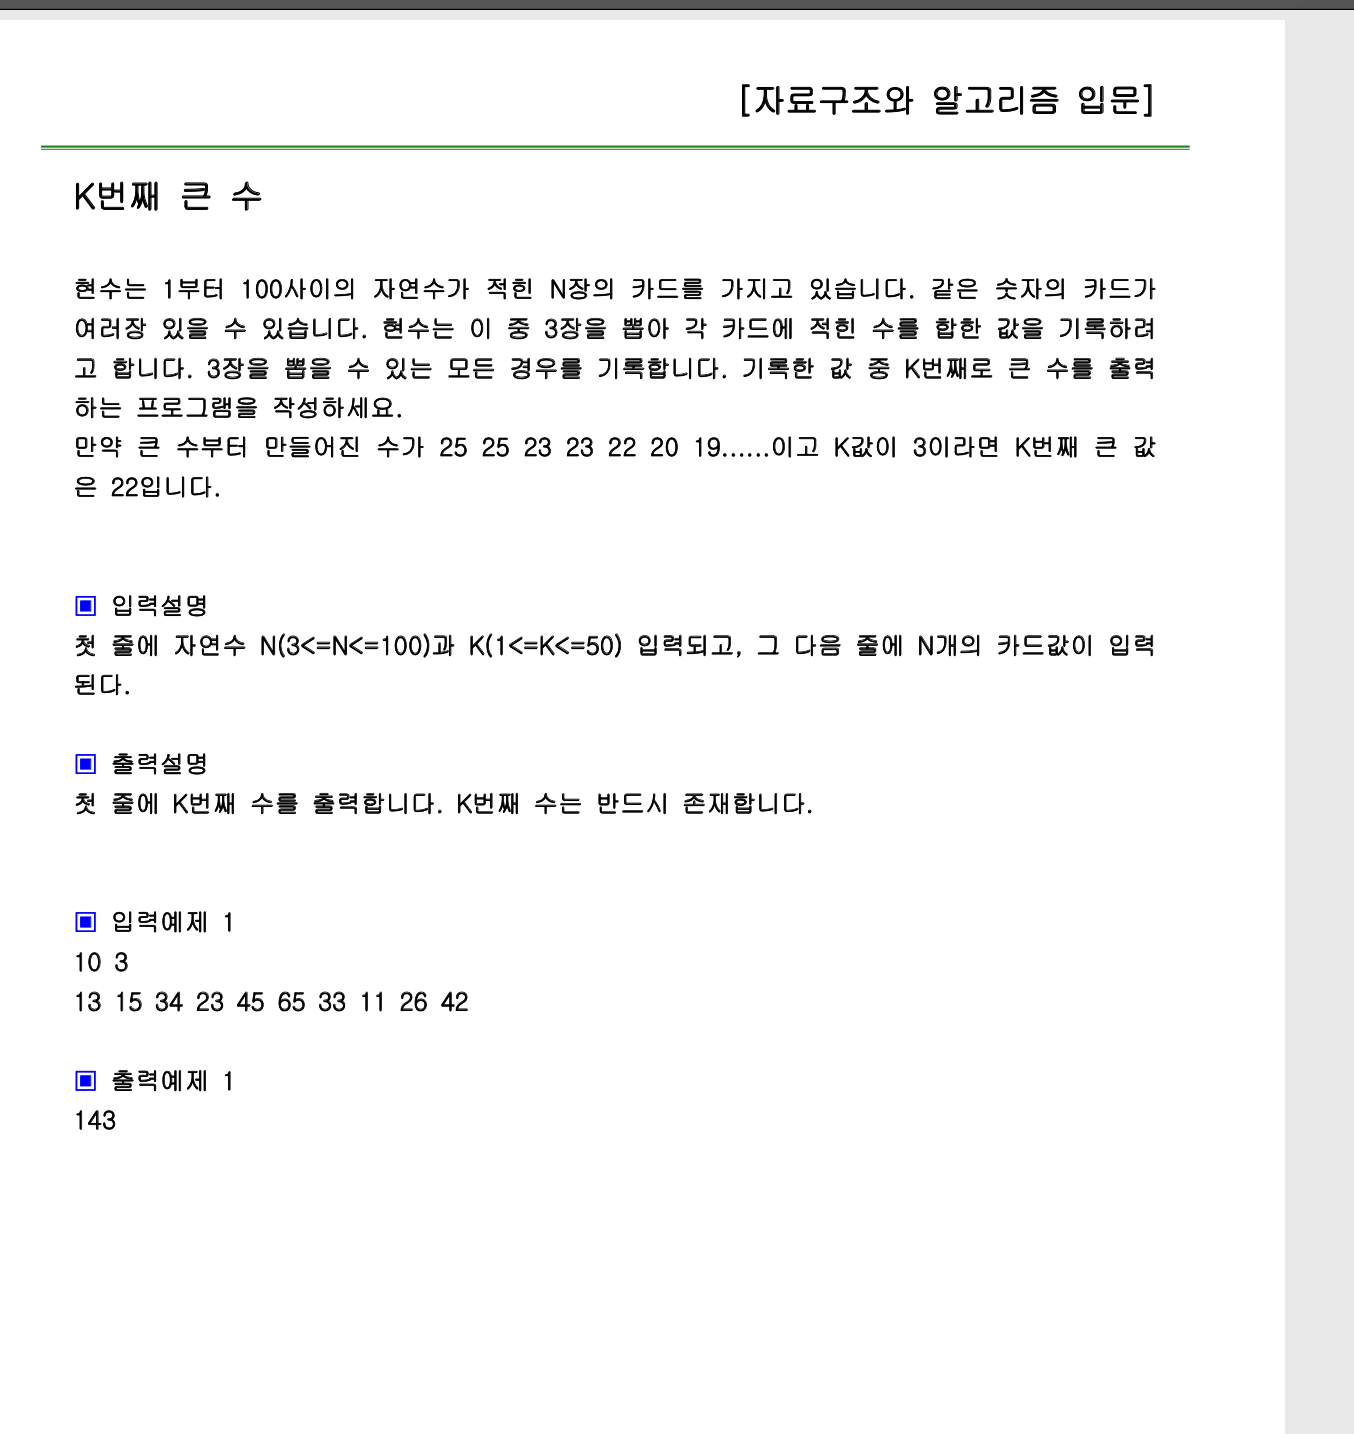 [자료구조와 알고리즘 입문]
K번째 큰 수
현수는 1부터 100사이의 자연수가 적힌 N장의 카드를 가지고 있습니다. 같은 숫자의 카드가
여러장 있을 수 있습니다. 현수는 이 중 3장을 뽑아 각 카드에 적힌 수를 합한 값을 기록하려
고 합니다. 3장을 뽑을 수 있는 모든 경우를 기록합니다. 기록한 값 중 K번째로 큰 수를 출력
하는 프로그램을 작성하세요.
만약 큰 수부터 만들어진 수가 25 25 23 23 22 20 19......이고 K값이 3이라면 K번째 큰 값
은 22입니다.
▣ 입력설명
첫 줄에 자연수 N(3<=N<=100)과 K(1<=K<=50) 입력되고, 그 다음 줄에 N개의 카드값이 입력
된다.
▣ 출력설명
첫 줄에 K번째 수를 출력합니다. K번째 수는 반드시 존재합니다.
▣ 입력예제 1
10 3
13 15 34 23 45 65 33 11 26 42
▣ 출력예제 1
143